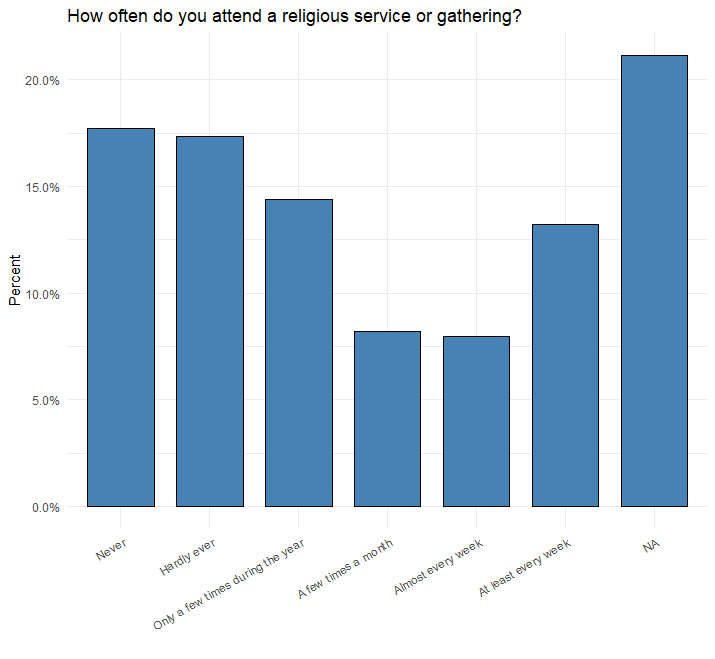 How often do you attend a religious service or gathering?
Percent
20.0%
15.0%
10.0%
5.0%
0.0%
Never
Hardly ever
Only a few times during the year
A few times a month
Almost every week
At least every week
NA